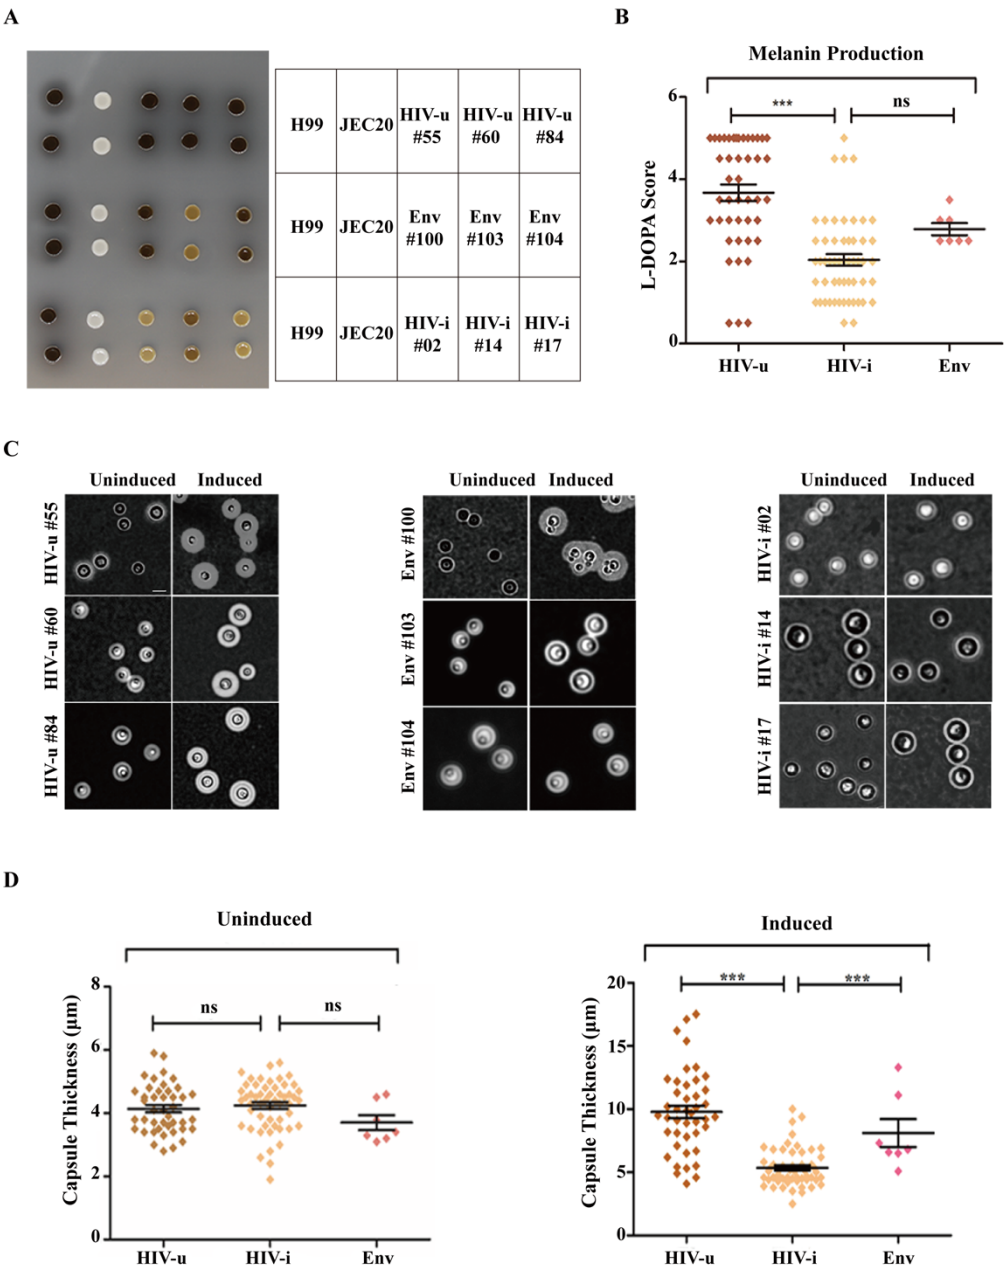 A
H99
JEC20
HIV-u
#55
HIV-u
#60
HIV-u
#84
H99
JEC20
Env
#100
Env
#103
Env
#104
H99
JEC20
HIV-i
#02
HIV-i
#14
HIV-i
#17
B
Melanin Production
***
ns
L-DOPA Score
6
4
2
0
HIV-u
HIV-i
Env
C
Uninduced
Induced
HIV-u #55
HIV-u #60
HIV-u #84
Uninduced
Induced
Env #100
Env #103
Env #104
Uninduced
Induced
HIV-i #02
HIV-i #14
HIV-i #17
D
Uninduced
ns
ns
Capsule Thickness (µm)
8
6
4
2
0
HIV-u
HIV-i
Env
Induced
***
***
Capsule Thickness (µm)
20
15
10
5
0
HIV-u
HIV-i
Env